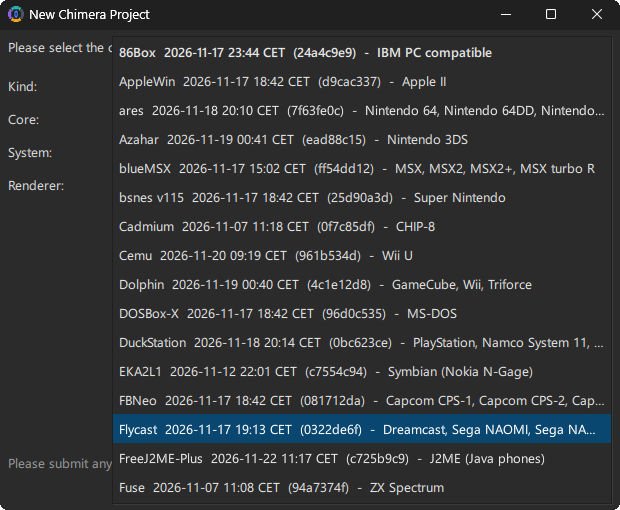 New Chimera Project
Please select the c
Kind:
Core:
System:
Renderer:
86Box 2026-11-17 23:44 CET (24a4c9e9) - IBM PC compatible
AppleWin 2026-11-17 18:42 CET (d9cac337) - Apple II
ares 2026-11-18 20:10 CET (7f63fe0c) - Nintendo 64, Nintendo 64DD, Nintendo...
Azahar 2026-11-19 00:41 CET (ead88c15) - Nintendo 3DS
blueMSX 2026-11-17 15:02 CET (ff54dd12) - MSX, MSX2, MSX2+, MSX turbo R
bsnes v115 2026-11-17 18:42 CET (25d90a3d) - Super Nintendo
Cadmium 2026-11-07 11:18 CET (0f7c85df) - CHIP-8
Cemu 2026-11-20 09:19 CET (961b534d) - Wii U
Dolphin 2026-11-19 00:40 CET (4c1e12d8) - GameCube, Wii, Triforce
DOSBox-X 2026-11-17 18:42 CET (96d0c535) - MS-DOS
DuckStation 2026-11-18 20:14 CET (0bc623ce) - PlayStation, Namco System 11, ...
EKA2L1 2026-11-12 22:01 CET (c7554c94) - Symbian (Nokia N-Gage)
FBNeo 2026-11-17 18:42 CET (081712da) - Capcom CPS-1, Capcom CPS-2, Cap...
Flycast 2026-11-17 19:13 CET (0322de6f) - Dreamcast, Sega NAOMI, Sega NA...
FreeJ2ME-Plus 2026-11-22 11:17 CET (c725b9c9) - J2ME (Java phones)
Fuse 2026-11-07 11:08 CET (94a7374f) - ZX Spectrum
Please submit any